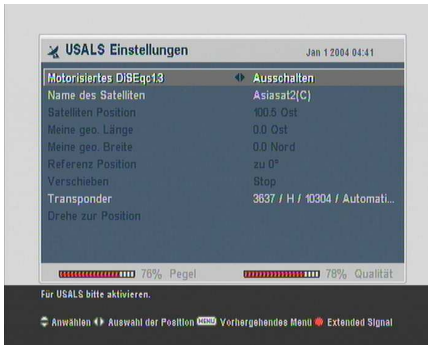 USALS Einstellungen
Jan 1 2004 04:41
Motorisiertes DiSEqc1.3 Ausschalten
Name des Satelliten Asiasat2(C)
Satelliten Position 100.5 Ost
Meine geo. Länge 0.0 Ost
Meine geo. Breite 0.0 Nord
Referenz Position zu 0°
Verschieben Stop
Transponder 3637 / H / 10304 / Automati...
Drehe zur Position
76% Pegel 78% Qualität
Für USALS bitte aktivieren.
Anwählen Auswahl der Position MENU Vorhergehendes Menü Extended Signal